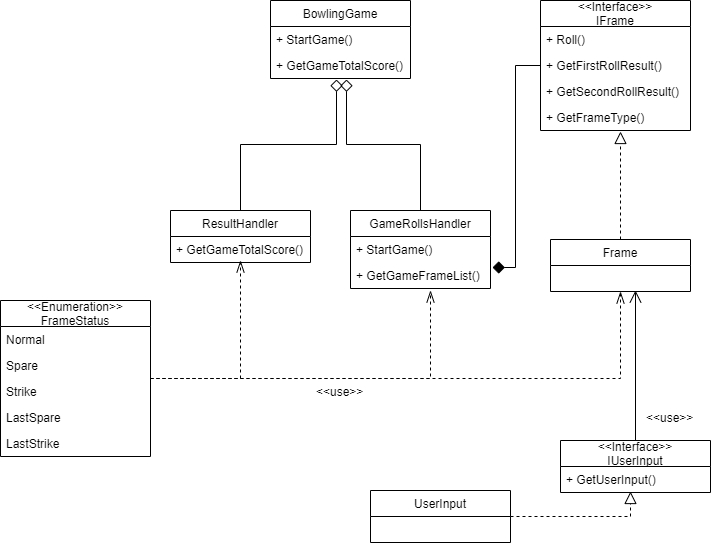 BowlingGame
+ StartGame()
+ GetGameTotalScore()
<<Interface>>
IFrame
+ Roll()
+ GetFirstRollResult()
+ GetSecondRollResult()
+ GetFrameType()
ResultHandler
+ GetGameTotalScore()
GameRollsHandler
+ StartGame()
+ GetGameFrameList()
Frame
<<Enumeration>>
FrameStatus
Normal
Spare
Strike
LastSpare
LastStrike
<<use>>
<<use>>
<<Interface>>
IUserInput
+ GetUserInput()
UserInput